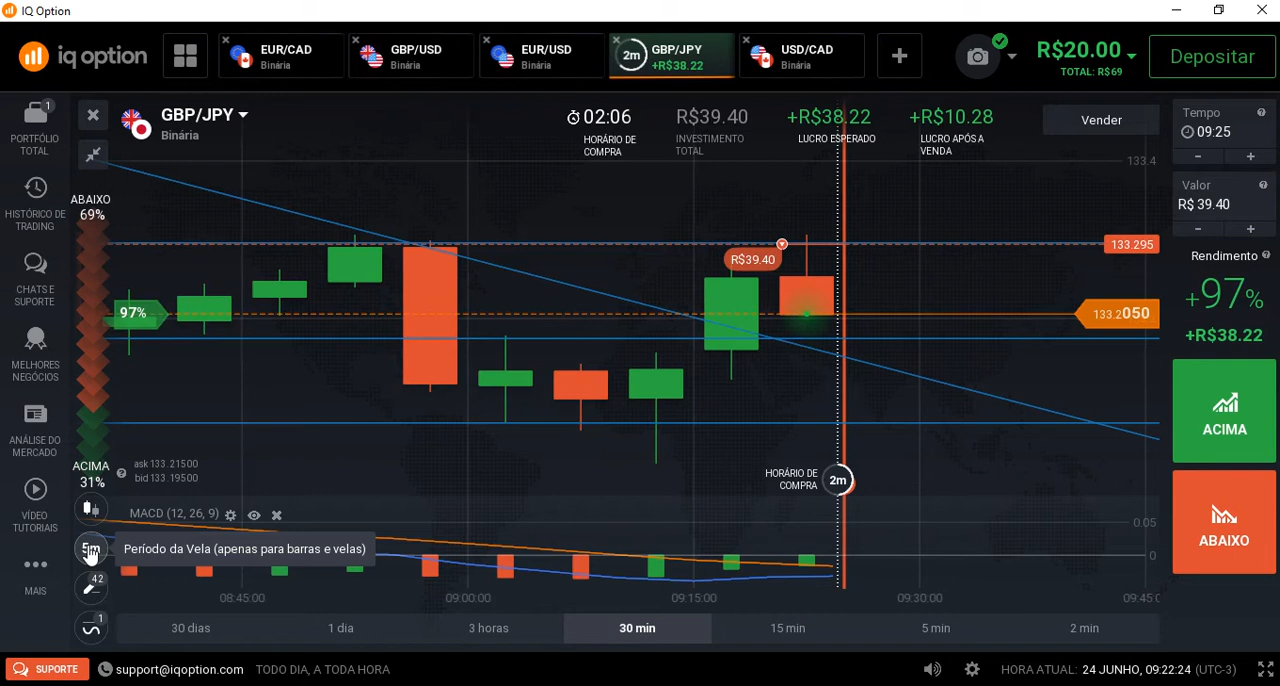 IQ Option
iq option
EUR/CAD
Binária
GBP/USD
Binária
EUR/USD
Binária
2m
GBP/JPY
+R$38.22
USD/CAD
Binária
R$20.00
TOTAL: R$69
Depositar
1
PORTFÓLIO
TOTAL
HISTÓRICO DE
TRADING
CHATS E
SUPORTE
MELHORES
NEGÓCIOS
ANÁLISE DO
MERCADO
VÍDEO
TUTORIAIS
MAIS
GBP/JPY
Binária
02:06
HORÁRIO DE
COMPRA
R$39.40
INVESTIMENTO
TOTAL
+R$38.22
LUCRO ESPERADO
+R$10.28
LUCRO APÓS A
VENDA
Vender
133.4
ABAIXO
69%
97%
R$39.40
133.295
133.2050
ACIMA
31%
ask 133.21500
bid 133.19500
HORÁRIO DE
COMPRA
2m
MACD (12, 26, 9)
0.05
0
5m
Período da Vela (apenas para barras e velas)
42
1
08:45:00
09:00:00
09:15:00
09:30:00
09:45:0
30 dias
1 dia
3 horas
30 min
15 min
5 min
2 min
Tempo
09:25
- +
Valor
R$ 39.40
- +
Rendimento
+97%
+R$38.22
ACIMA
ABAIXO
SUPORTE
support@iqoption.com
TODO DIA, A TODA HORA
HORA ATUAL: 24 JUNHO, 09:22:24 (UTC-3)